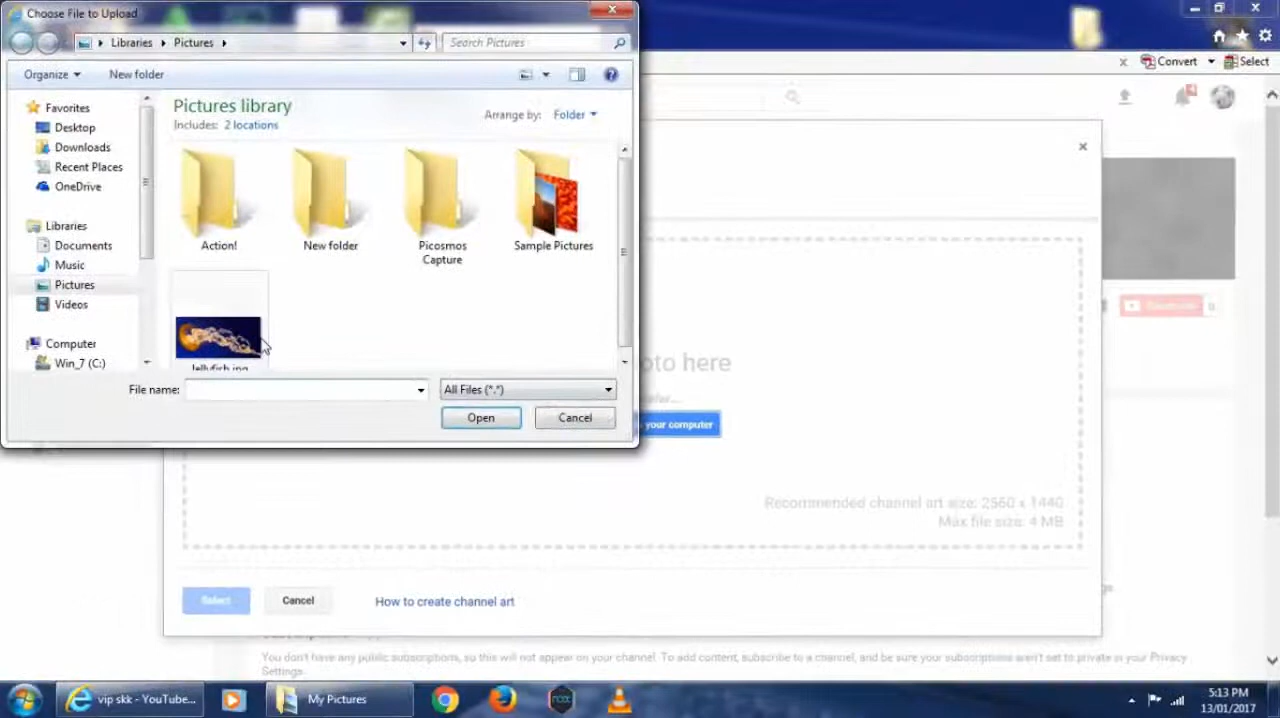 Choose File to Upload
Libraries
Pictures
Search Pictures
Organize
New folder
Convert
Select
Favorites
Desktop
Downloads
Recent Places
OneDrive
Libraries
Documents
Music
Pictures
Videos
Computer
Win_7 (C:)
Pictures library
Includes: 2 locations
Arrange by: Folder
Action!
New folder
Picosmos
Capture
Sample Pictures
Jellyfish.jpg
File name:
All Files (*.*)
Open
Cancel
oto here
your computer
Recommended channel art size: 2560 x 1440
Max file size: 4 MB
Select
Cancel
How to create channel art
You don't have any public subscriptions, so this will not appear on your channel. To add content, subscribe to a channel, and be sure your subscriptions aren't set to private in your Privacy
Settings.
vip skk - YouTube...
My Pictures
5:13 PM
13/01/2017